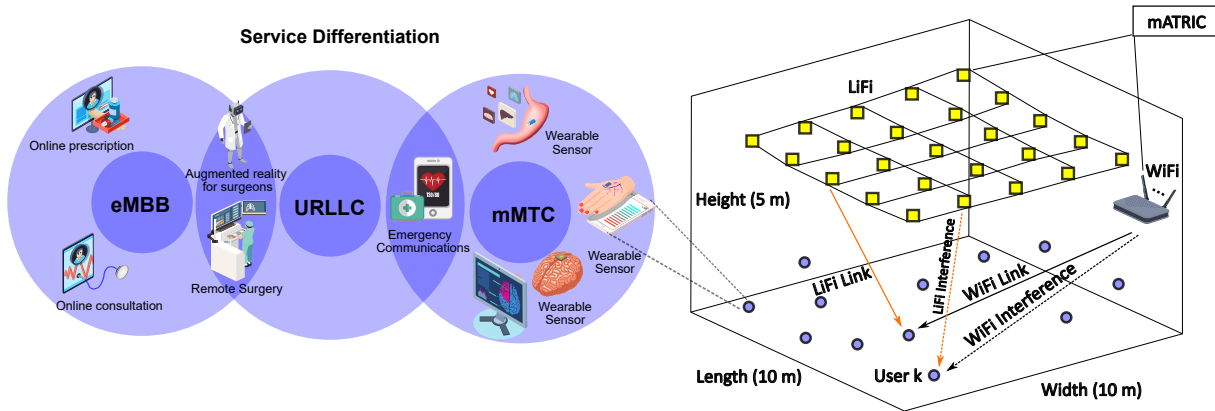 Service Differentiation
Online prescription
eMBB
Online consultation
Augmented reality
for surgeons
Remote Surgery
URLLC
150/80
Emergency
Communications
mMTC
Wearable
Sensor
Wearable
Sensor
Wearable
Sensor
mATRIC
LiFi
WiFi
Height (5 m)
LiFi Link
LiFi Interference
WiFi Link
WiFi Interference
User k
Length (10 m)
Width (10 m)